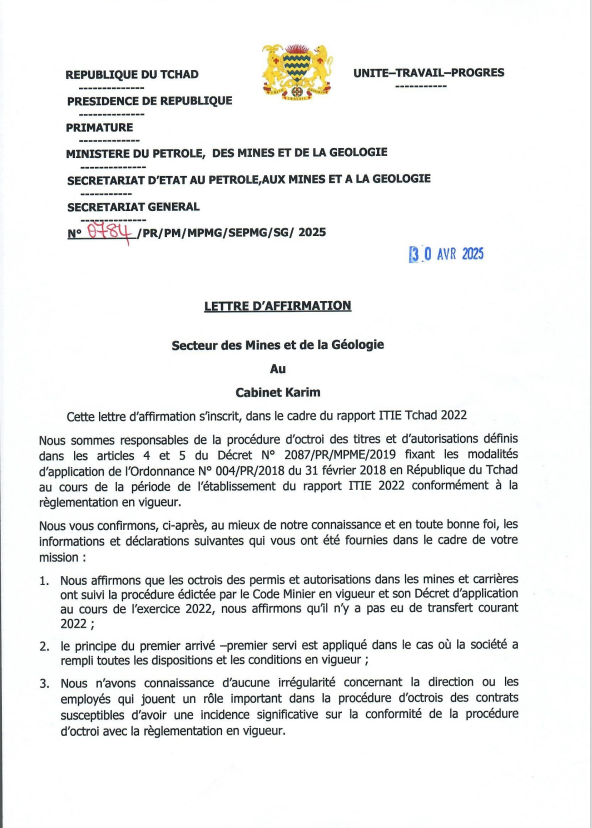 REPUBLIQUE DU TCHAD
UNITE–TRAVAIL–PROGRES
--------------
-----------
PRESIDENCE DE REPUBLIQUE
--------------
PRIMATURE
-------------
MINISTERE DU PETROLE, DES MINES ET DE LA GEOLOGIE
--------------
SECRETARIAT D'ETAT AU PETROLE,AUX MINES ET A LA GEOLOGIE
-----------
SECRETARIAT GENERAL
--------------
N° 0784 /PR/PM/MPMG/SEPMG/SG/ 2025
30 AVR 2025
LETTRE D'AFFIRMATION
Secteur des Mines et de la Géologie
Au
Cabinet Karim
Cette lettre d'affirmation s'inscrit, dans le cadre du rapport ITIE Tchad 2022
Nous sommes responsables de la procédure d'octroi des titres et d'autorisations définis
dans les articles 4 et 5 du Décret N° 2087/PR/MPME/2019 fixant les modalités
d'application de l'Ordonnance N° 004/PR/2018 du 31 février 2018 en République du Tchad
au cours de la période de l'établissement du rapport ITIE 2022 conformément à la
règlementation en vigueur.
Nous vous confirmons, ci-après, au mieux de notre connaissance et en toute bonne foi, les
informations et déclarations suivantes qui vous ont été fournies dans le cadre de votre
mission :
1. Nous affirmons que les octrois des permis et autorisations dans les mines et carrières
ont suivi la procédure édictée par le Code Minier en vigueur et son Décret d'application
au cours de l'exercice 2022, nous affirmons qu'il n'y a pas eu de transfert courant
2022 ;
2. le principe du premier arrivé –premier servi est appliqué dans le cas où la société a
rempli toutes les dispositions et les conditions en vigueur ;
3. Nous n'avons connaissance d'aucune irrégularité concernant la direction ou les
employés qui jouent un rôle important dans la procédure d'octrois des contrats
susceptibles d'avoir une incidence significative sur la conformité de la procédure
d'octroi avec la règlementation en vigueur.